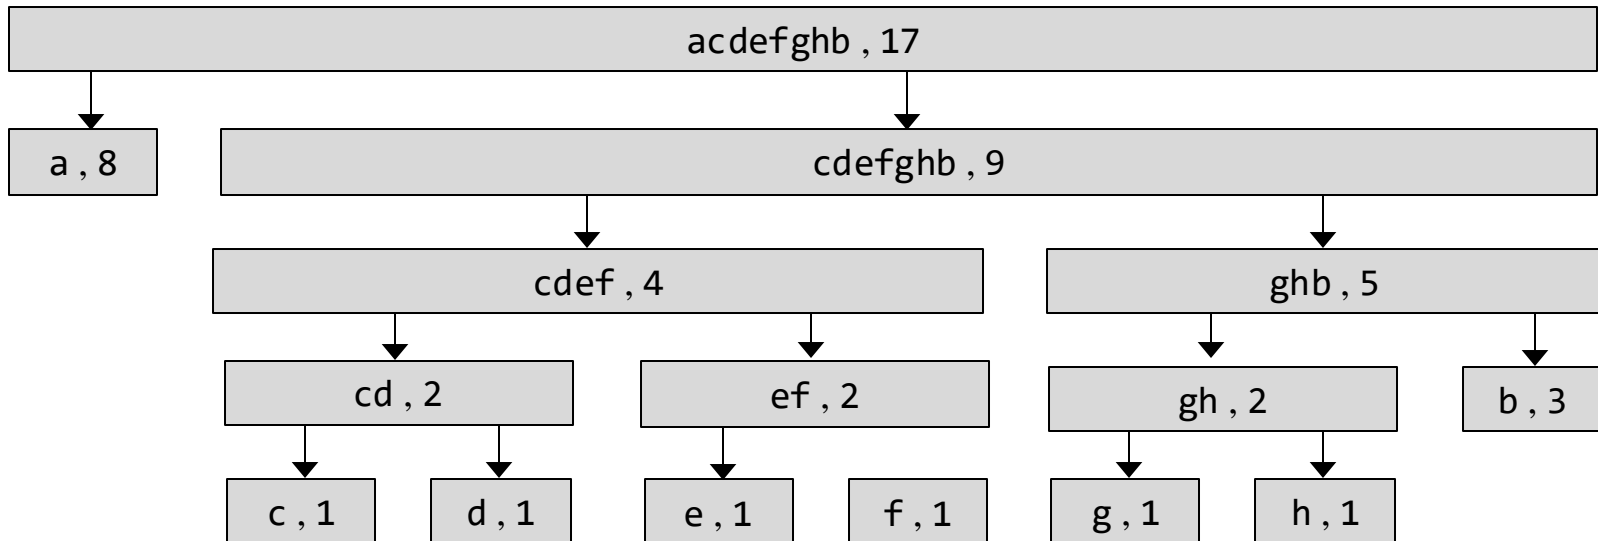 acdefghb , 17
a , 8
cdefghb , 9
cdef , 4
ghb , 5
cd , 2
ef , 2
gh , 2
b , 3
c , 1
d , 1
e , 1
f , 1
g , 1
h , 1